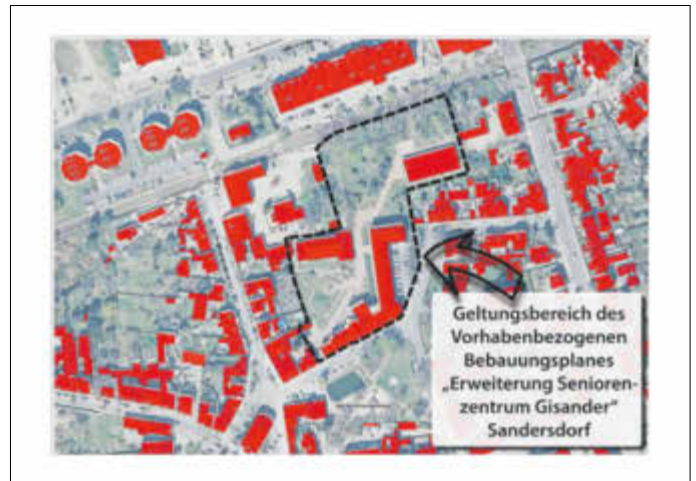 Geltungsbereich des
Vorhabenbezogenen
Bebauungsplanes
„Erweiterung Senioren-
zentrum Gisander“
Sandersdorf